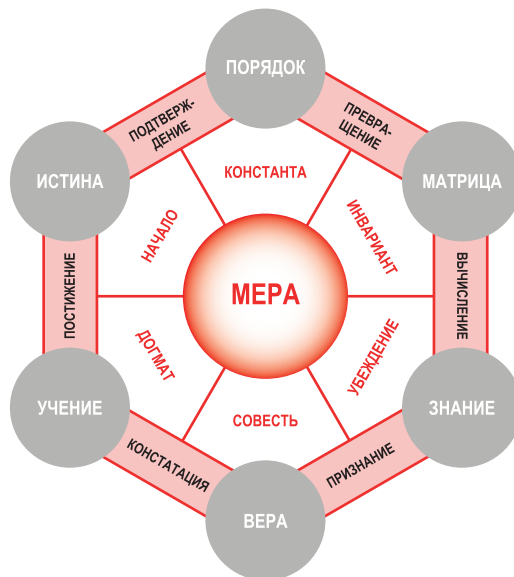 ПОРЯДОК
ПОДТВЕРЖ-
ДЕНИЕ
ПРЕВРА-
ЩЕНИЕ
ИСТИНА
КОНСТАНТА
МАТРИЦА
НАЧАЛО
ИНВАРИАНТ
ПОСТИЖЕНИЕ
МЕРА
ВЫЧИСЛЕНИЕ
ДОГМАТ
УБЕЖДЕНИЕ
УЧЕНИЕ
СОВЕСТЬ
ЗНАНИЕ
КОНСТАТАЦИЯ
ПРИЗНАНИЕ
ВЕРА